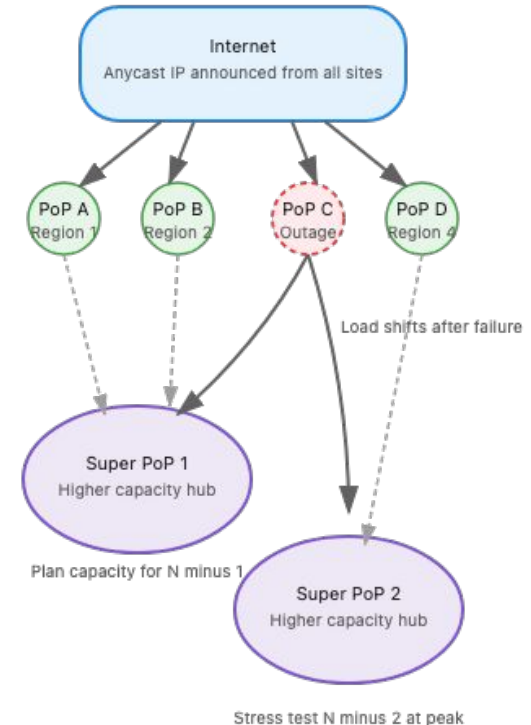 Internet
Anycast IP announced from all sites
PoP A
Region 1
PoP B
Region 2
PoP C
Outage
PoP D
Region 4
Load shifts after failure
Super PoP 1
Higher capacity hub
Plan capacity for N minus 1
Super PoP 2
Higher capacity hub
Stress test N minus 2 at peak